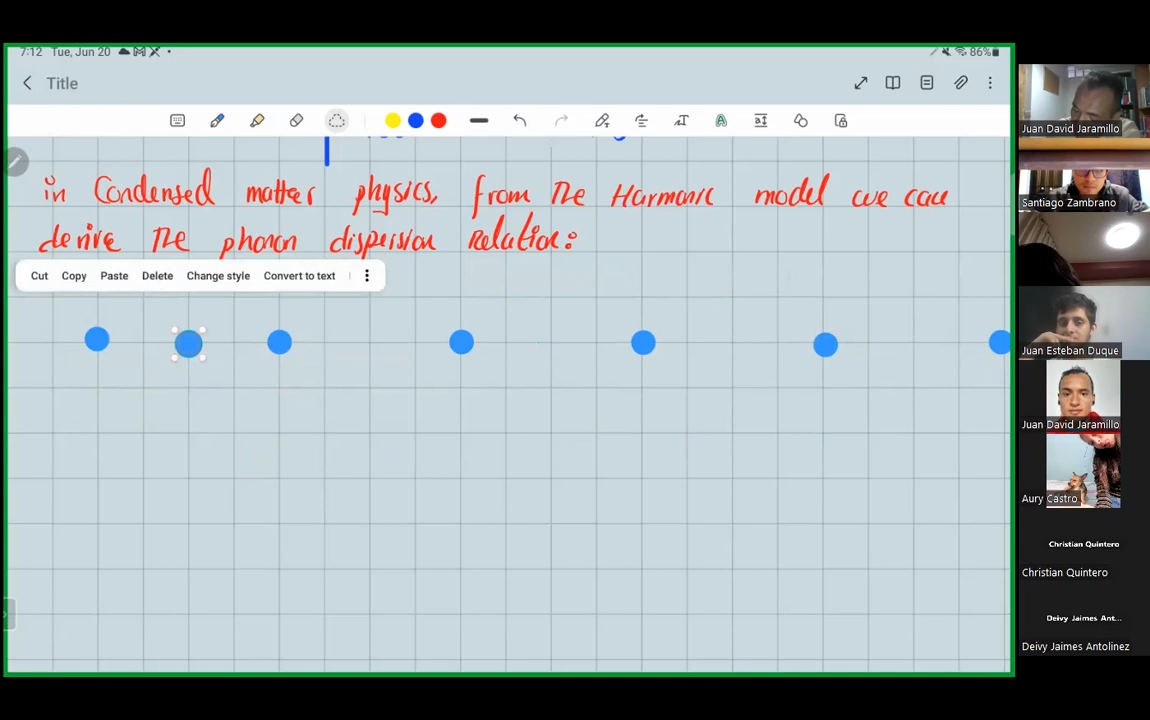 7:12 Tue, Jun 20
86%
Title
in Condensed matter physics, from The Harmonic model we can
derive The phonon dispersion Relation:
Cut Copy Paste Delete Change style Convert to text
Juan David Jaramillo
Santiago Zambrano
Juan Esteban Duque
Juan David Jaramillo
Aury Castro
Christian Quintero
Christian Quintero
Deivy Jaimes Ant...
Deivy Jaimes Antolinez